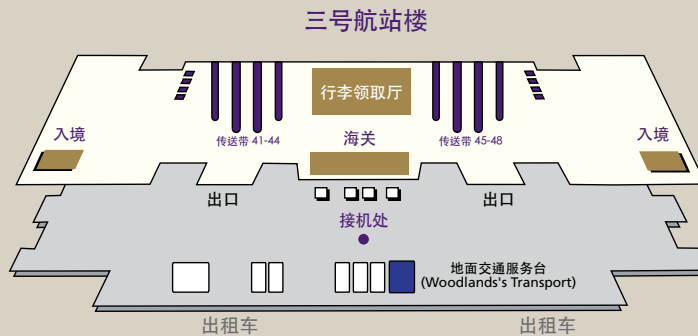 三号航站楼
行李领取厅
入境
传送带 41-44
海关
传送带 45-48
入境
出口
出口
接机处
地面交通服务台
(Woodlands's Transport)
出租车
出租车